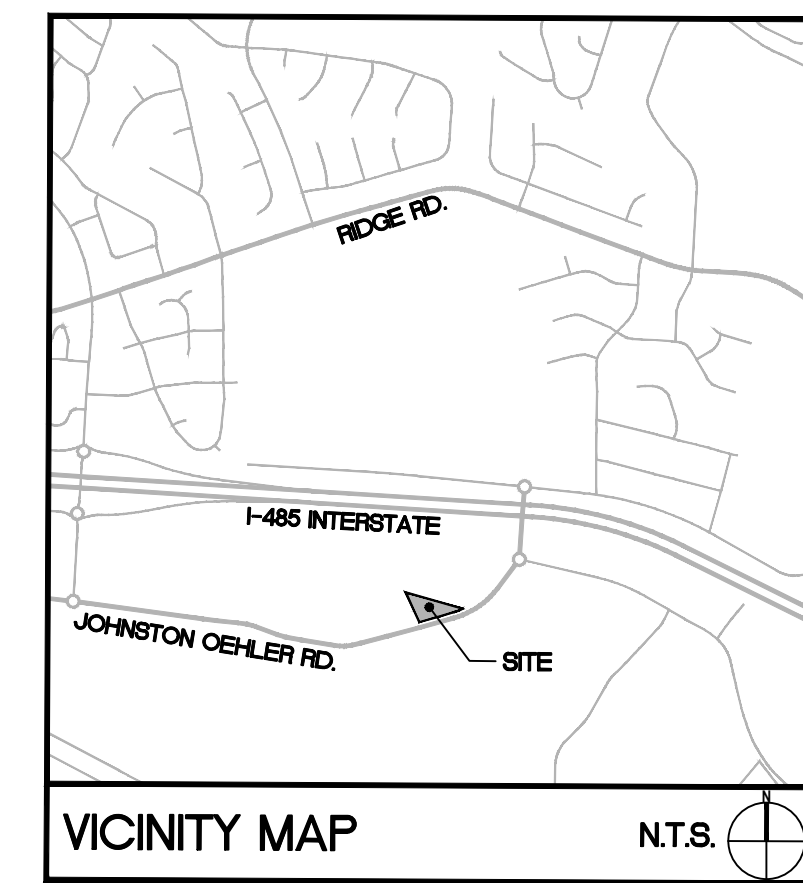 RIDGE RD.
I-485 INTERSTATE
JOHNSTON OEHLER RD.
SITE
VICINITY MAP
N.T.S.
N